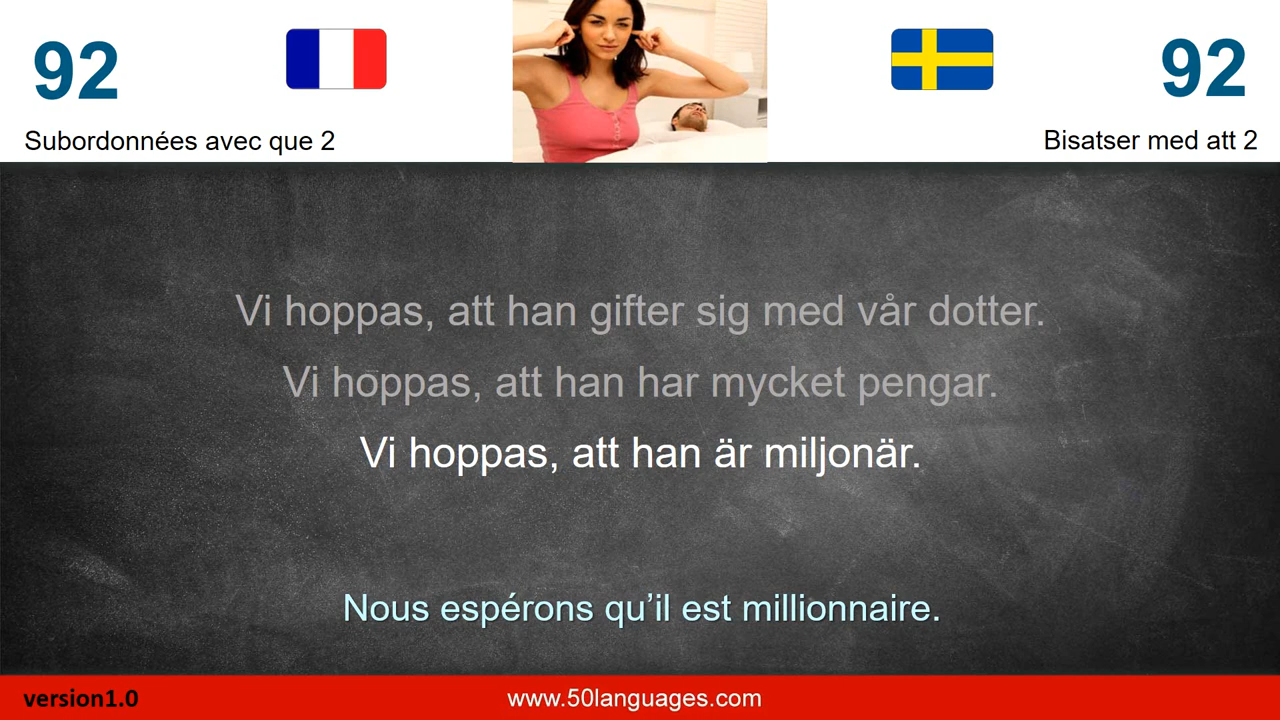 92
92
Subordonnées avec que 2
Bisatser med att 2
Vi hoppas, att han gifter sig med vår dotter.
Vi hoppas, att han har mycket pengar.
Vi hoppas, att han är miljonär.
Nous espérons qu’il est millionnaire.
version1.0
www.50languages.com